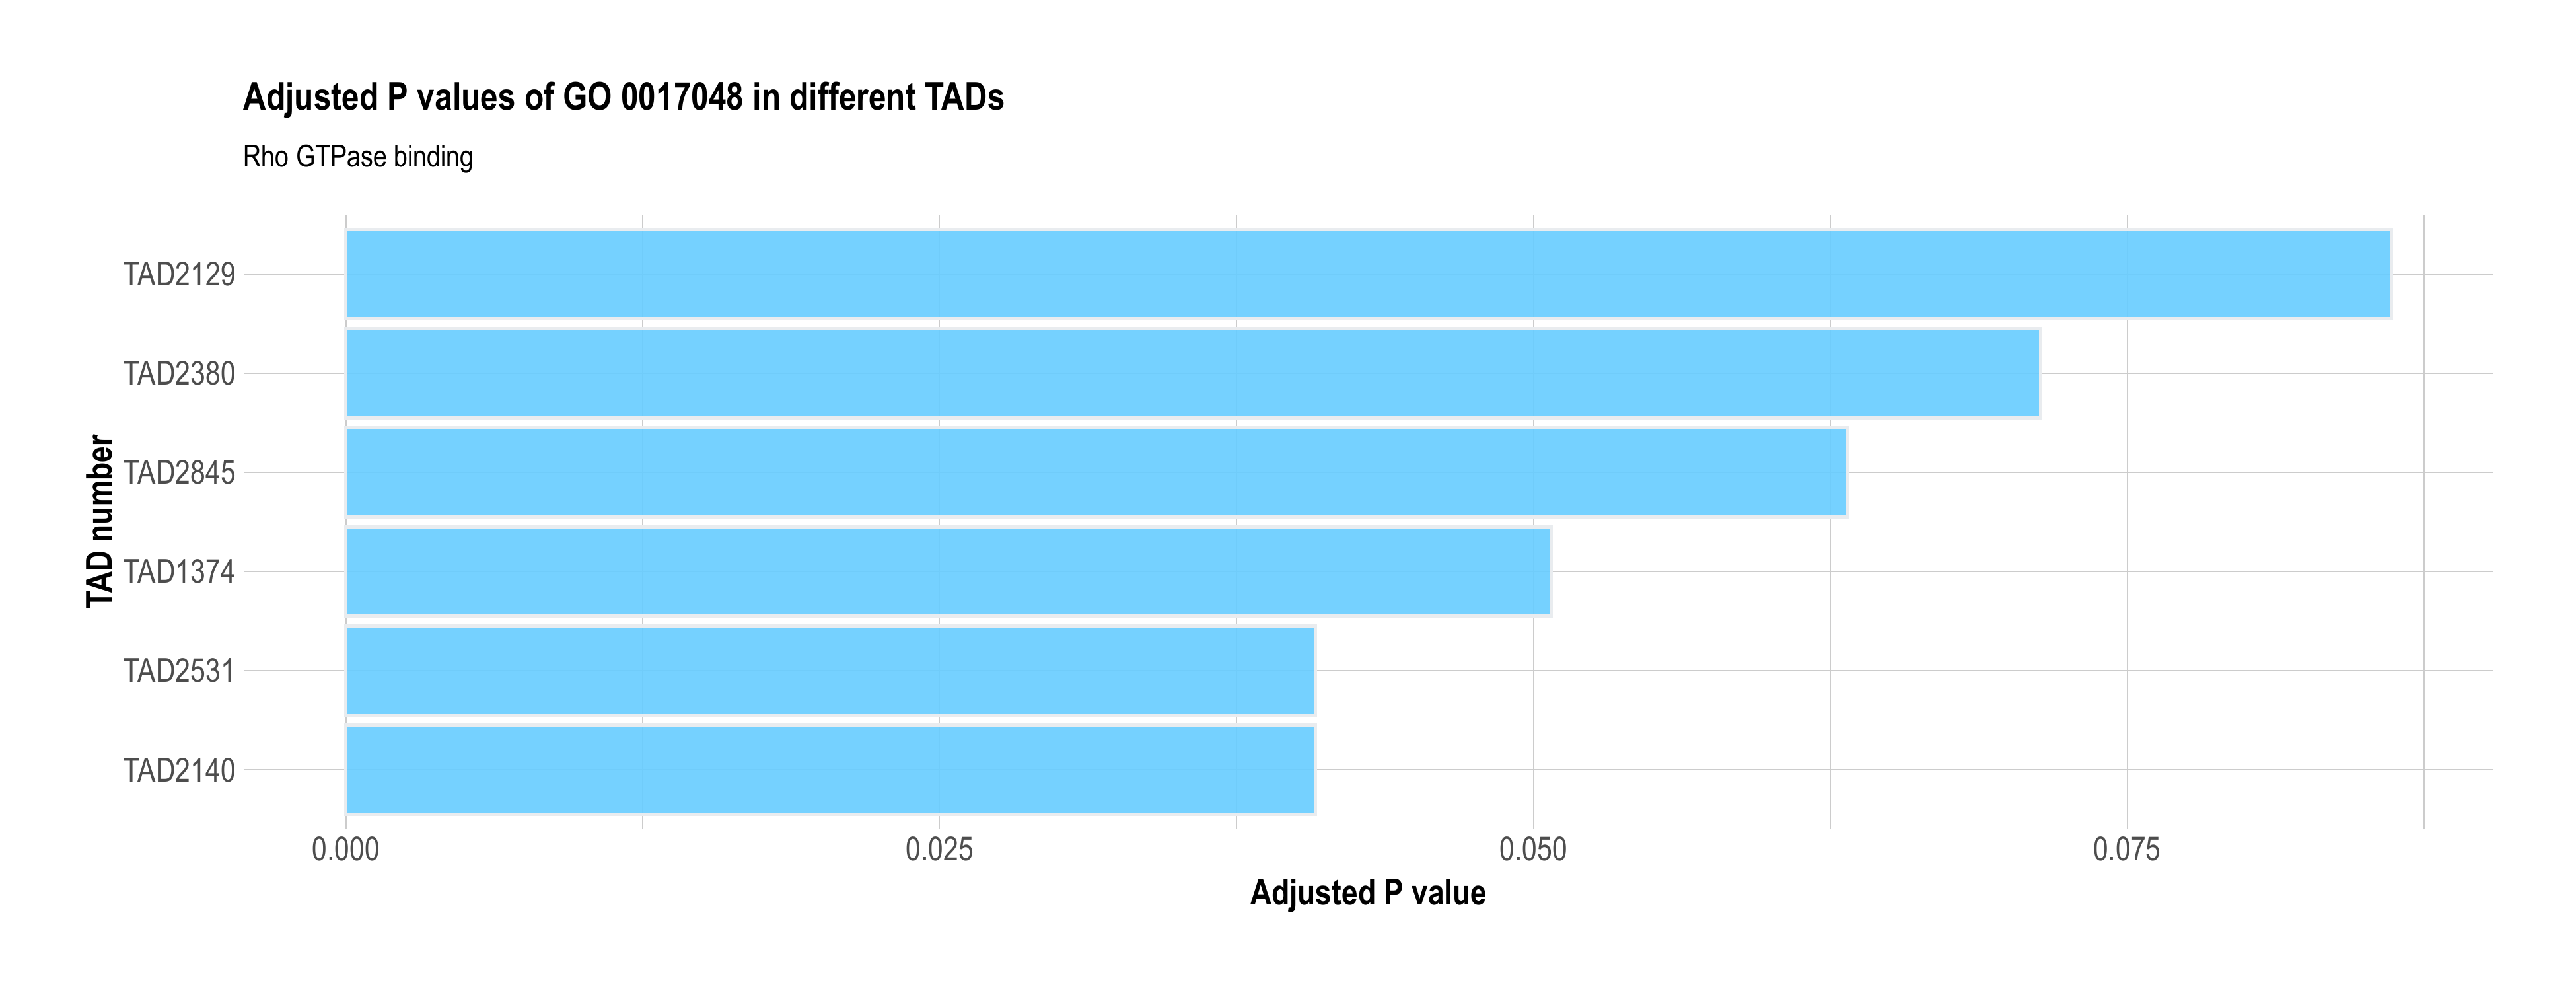 Adjusted P values of GO 0017048 in different TADs
Rho GTPase binding
TAD number
TAD2129
TAD2380
TAD2845
TAD1374
TAD2531
TAD2140
0.000 0.025 0.050 0.075
Adjusted P value